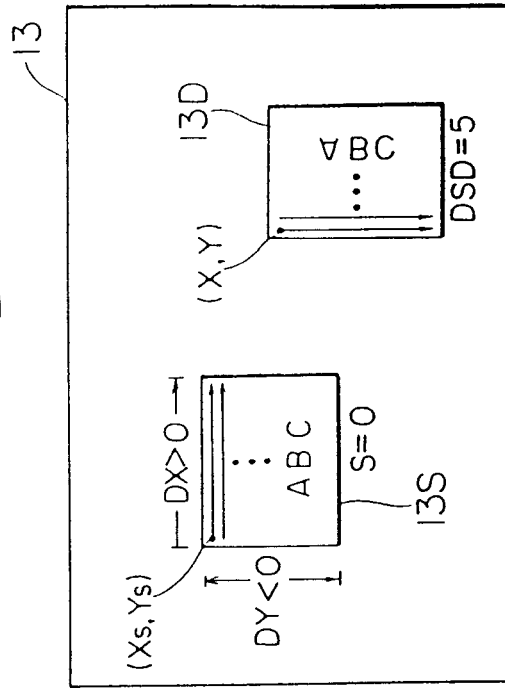 13
(Xs,Ys)
DX>0
DY<0
ABC
S=0
13S
(X,Y)
13D
∀BC
DSD=5